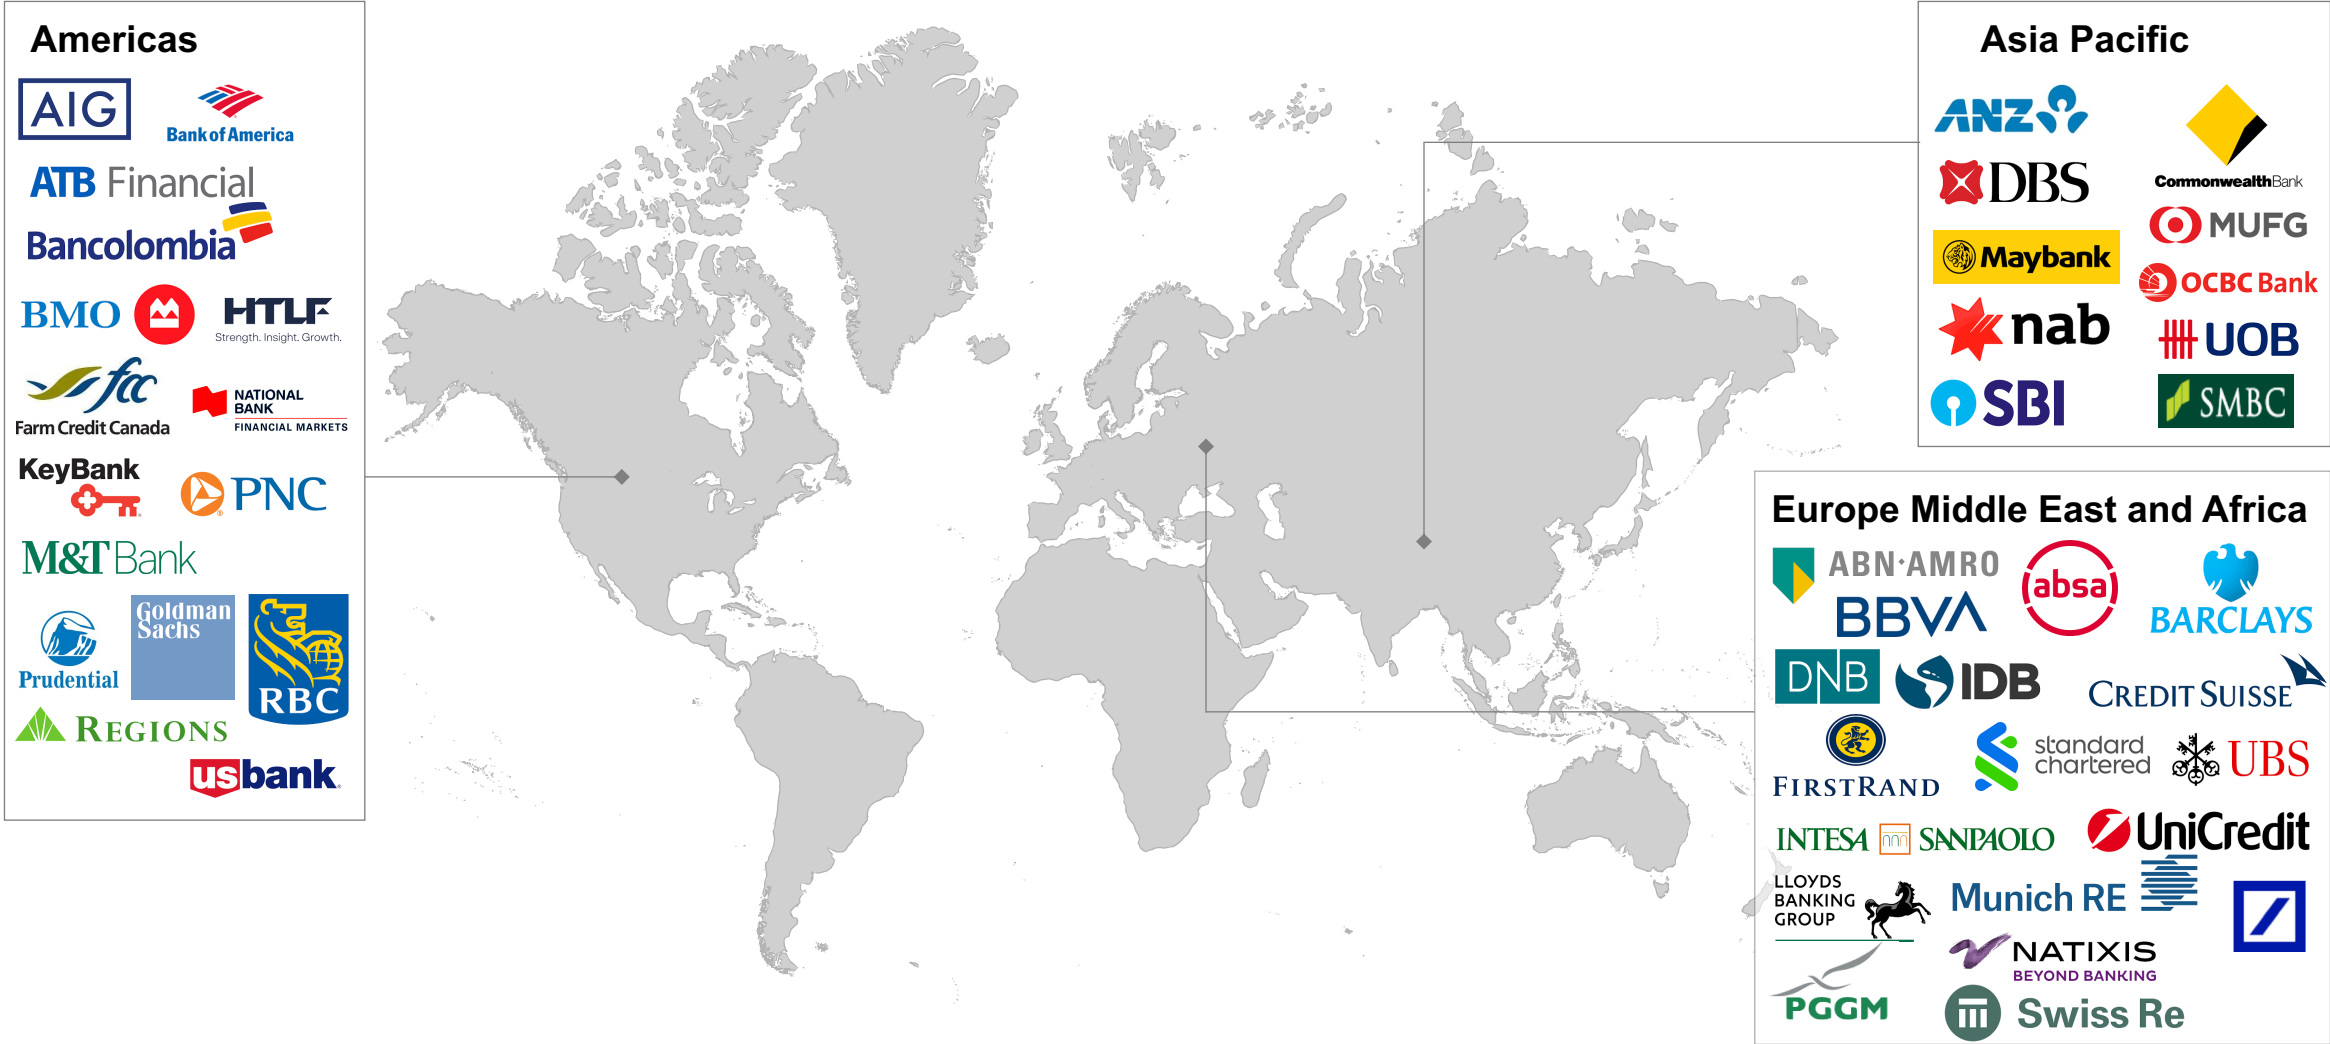 Americas
AIG
Bank of America
ATB Financial
Bancolombia
BMO
HTLF
Strength. Insight. Growth.
fcc
Farm Credit Canada
NATIONAL
BANK
FINANCIAL MARKETS
KeyBank
PNC
M&T Bank
Prudential
Goldman
Sachs
RBC
REGIONS
usbank
Asia Pacific
ANZ
CommonwealthBank
DBS
MUFG
Maybank
OCBC Bank
nab
UOB
SBI
SMBC
Europe Middle East and Africa
ABN·AMRO
absa
BARCLAYS
BBVA
DNB
IDB
CREDIT SUISSE
FIRSTRAND
standard
chartered
UBS
INTESA SANPAOLO
UniCredit
LLOYDS
BANKING
GROUP
Munich RE
NATIXIS
BEYOND BANKING
PGGM
Swiss Re